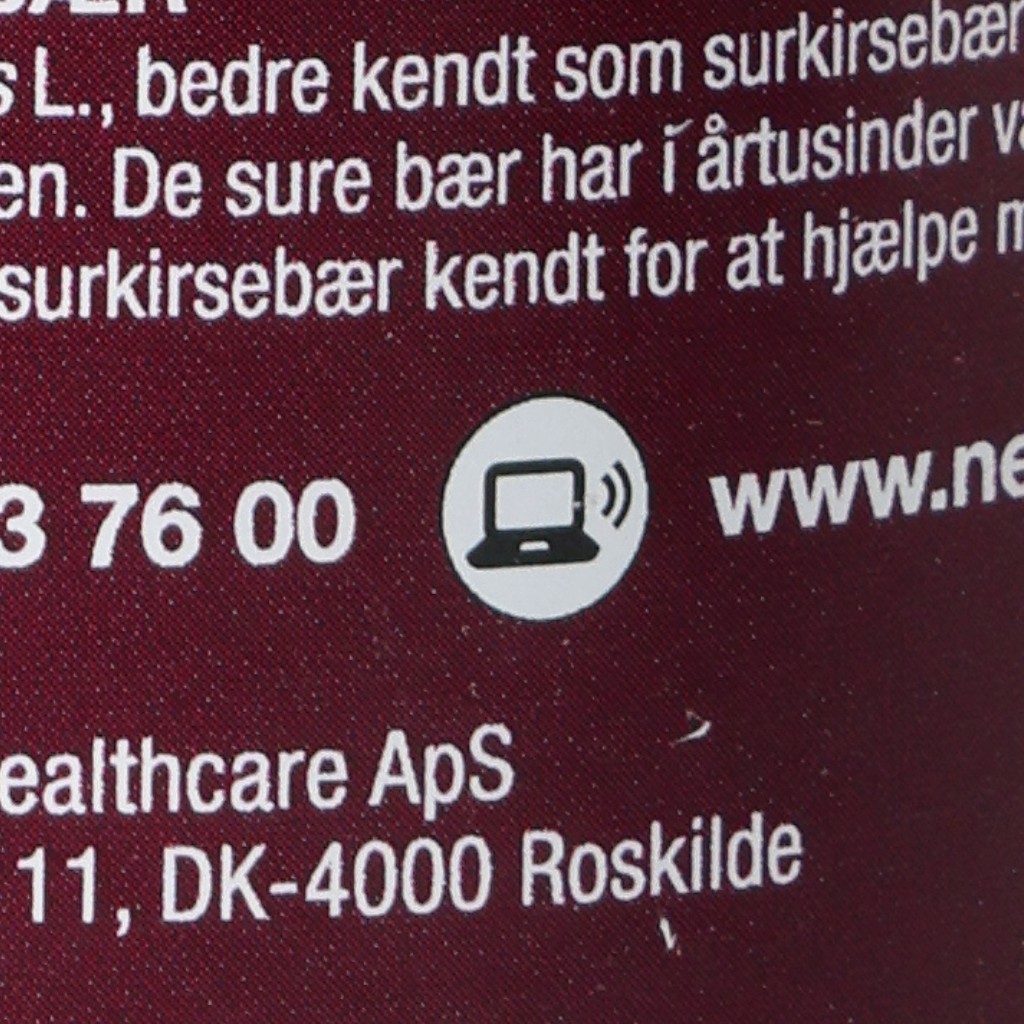 L., bedre kendt som surkirsebær
en. De sure bær har i årtusinder
surkirsebær kendt for at hjælpe
3 76 00 www.ne
ealthcare ApS
11, DK-4000 Roskilde